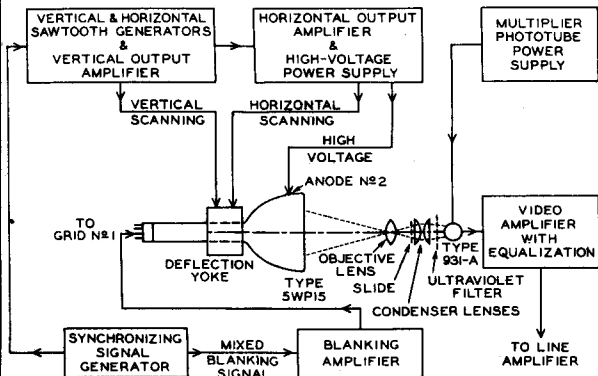 VERTICAL & HORIZONTAL
SAWTOOTH GENERATORS
&
VERTICAL OUTPUT
AMPLIFIER
HORIZONTAL OUTPUT
AMPLIFIER
&
HIGH-VOLTAGE
POWER SUPPLY
MULTIPLIER
PHOTOTUBE
POWER
SUPPLY
VERTICAL
SCANNING
HORIZONTAL
SCANNING
HIGH
VOLTAGE
ANODE Nº2
TO
GRID Nº1
DEFLECTION
YOKE
TYPE
5WP15
OBJECTIVE
LENS
SLIDE
CONDENSER LENSES
ULTRAVIOLET
FILTER
TYPE
931-A
VIDEO
AMPLIFIER
WITH
EQUALIZATION
SYNCHRONIZING
SIGNAL
GENERATOR
MIXED
BLANKING
SIGNAL
BLANKING
AMPLIFIER
TO LINE
AMPLIFIER